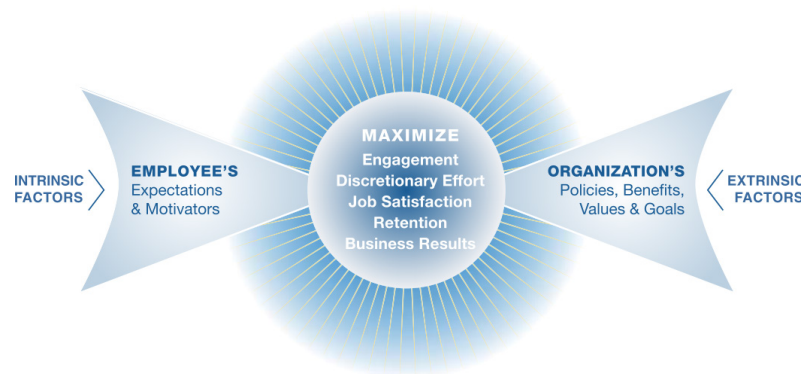 INTRINSIC
FACTORS
EMPLOYEE'S
Expectations
& Motivators
MAXIMIZE
Engagement
Discretionary Effort
Job Satisfaction
Retention
Business Results
ORGANIZATION'S
Policies, Benefits,
Values & Goals
EXTRINSIC
FACTORS